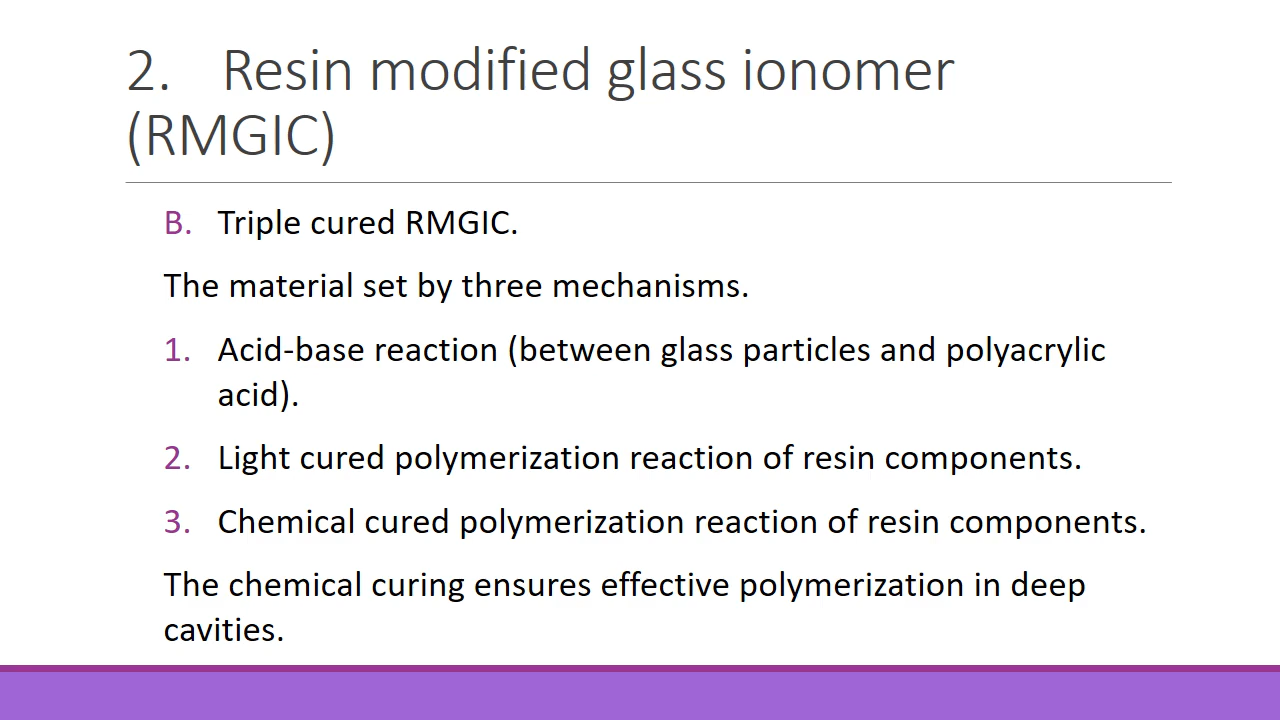 2. Resin modified glass ionomer
(RMGIC)
B. Triple cured RMGIC.
The material set by three mechanisms.
1. Acid-base reaction (between glass particles and polyacrylic
acid).
2. Light cured polymerization reaction of resin components.
3. Chemical cured polymerization reaction of resin components.
The chemical curing ensures effective polymerization in deep
cavities.